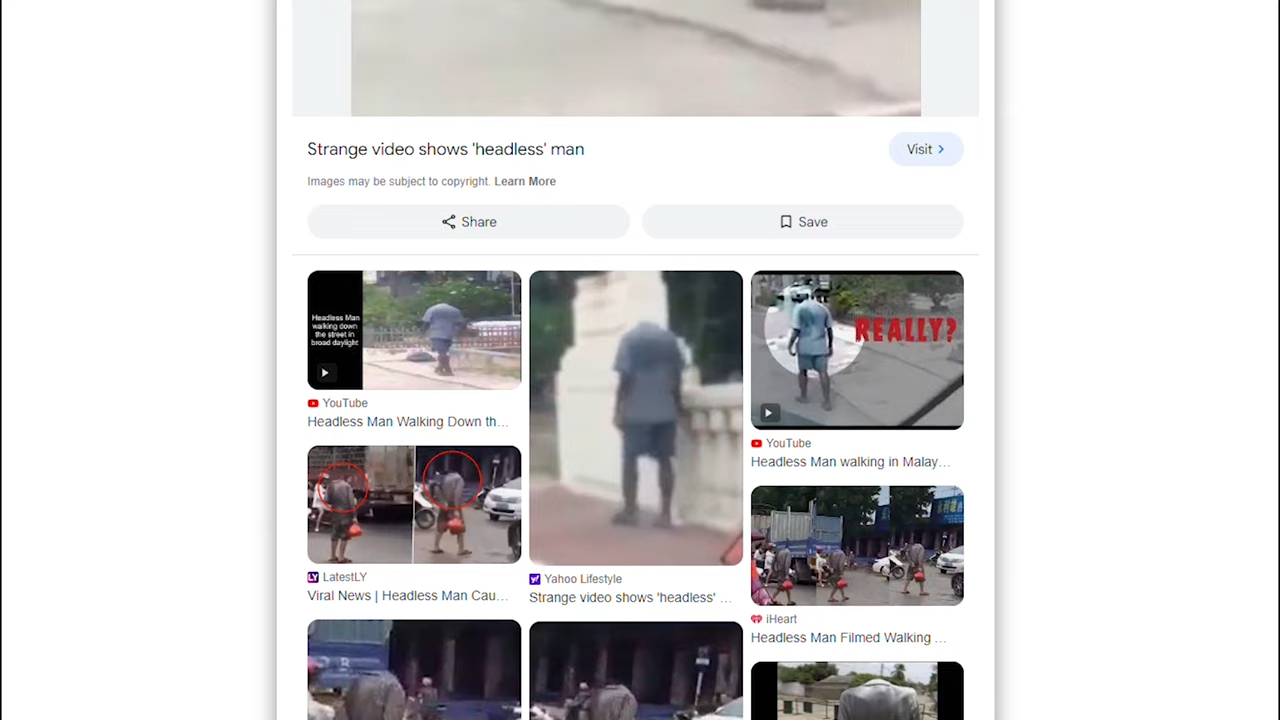 Strange video shows 'headless' man
Visit
Images may be subject to copyright. Learn More
Share
Save
Headless Man
walking down
the street in
broad daylight
YouTube
Headless Man Walking Down th...
REALLY?
YouTube
Headless Man walking in Malay...
LY LatestLY
Viral News | Headless Man Cau...
Yahoo Lifestyle
Strange video shows 'headless' ...
iHeart
Headless Man Filmed Walking ...